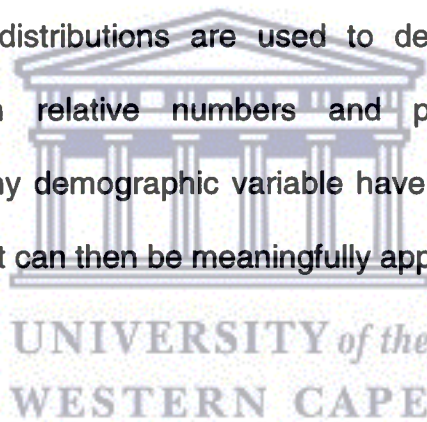 distributions are used to de
relative numbers and p
y demographic variable have
t can then be meaningfully app
UNIVERSITY of the
WESTERN CAPE